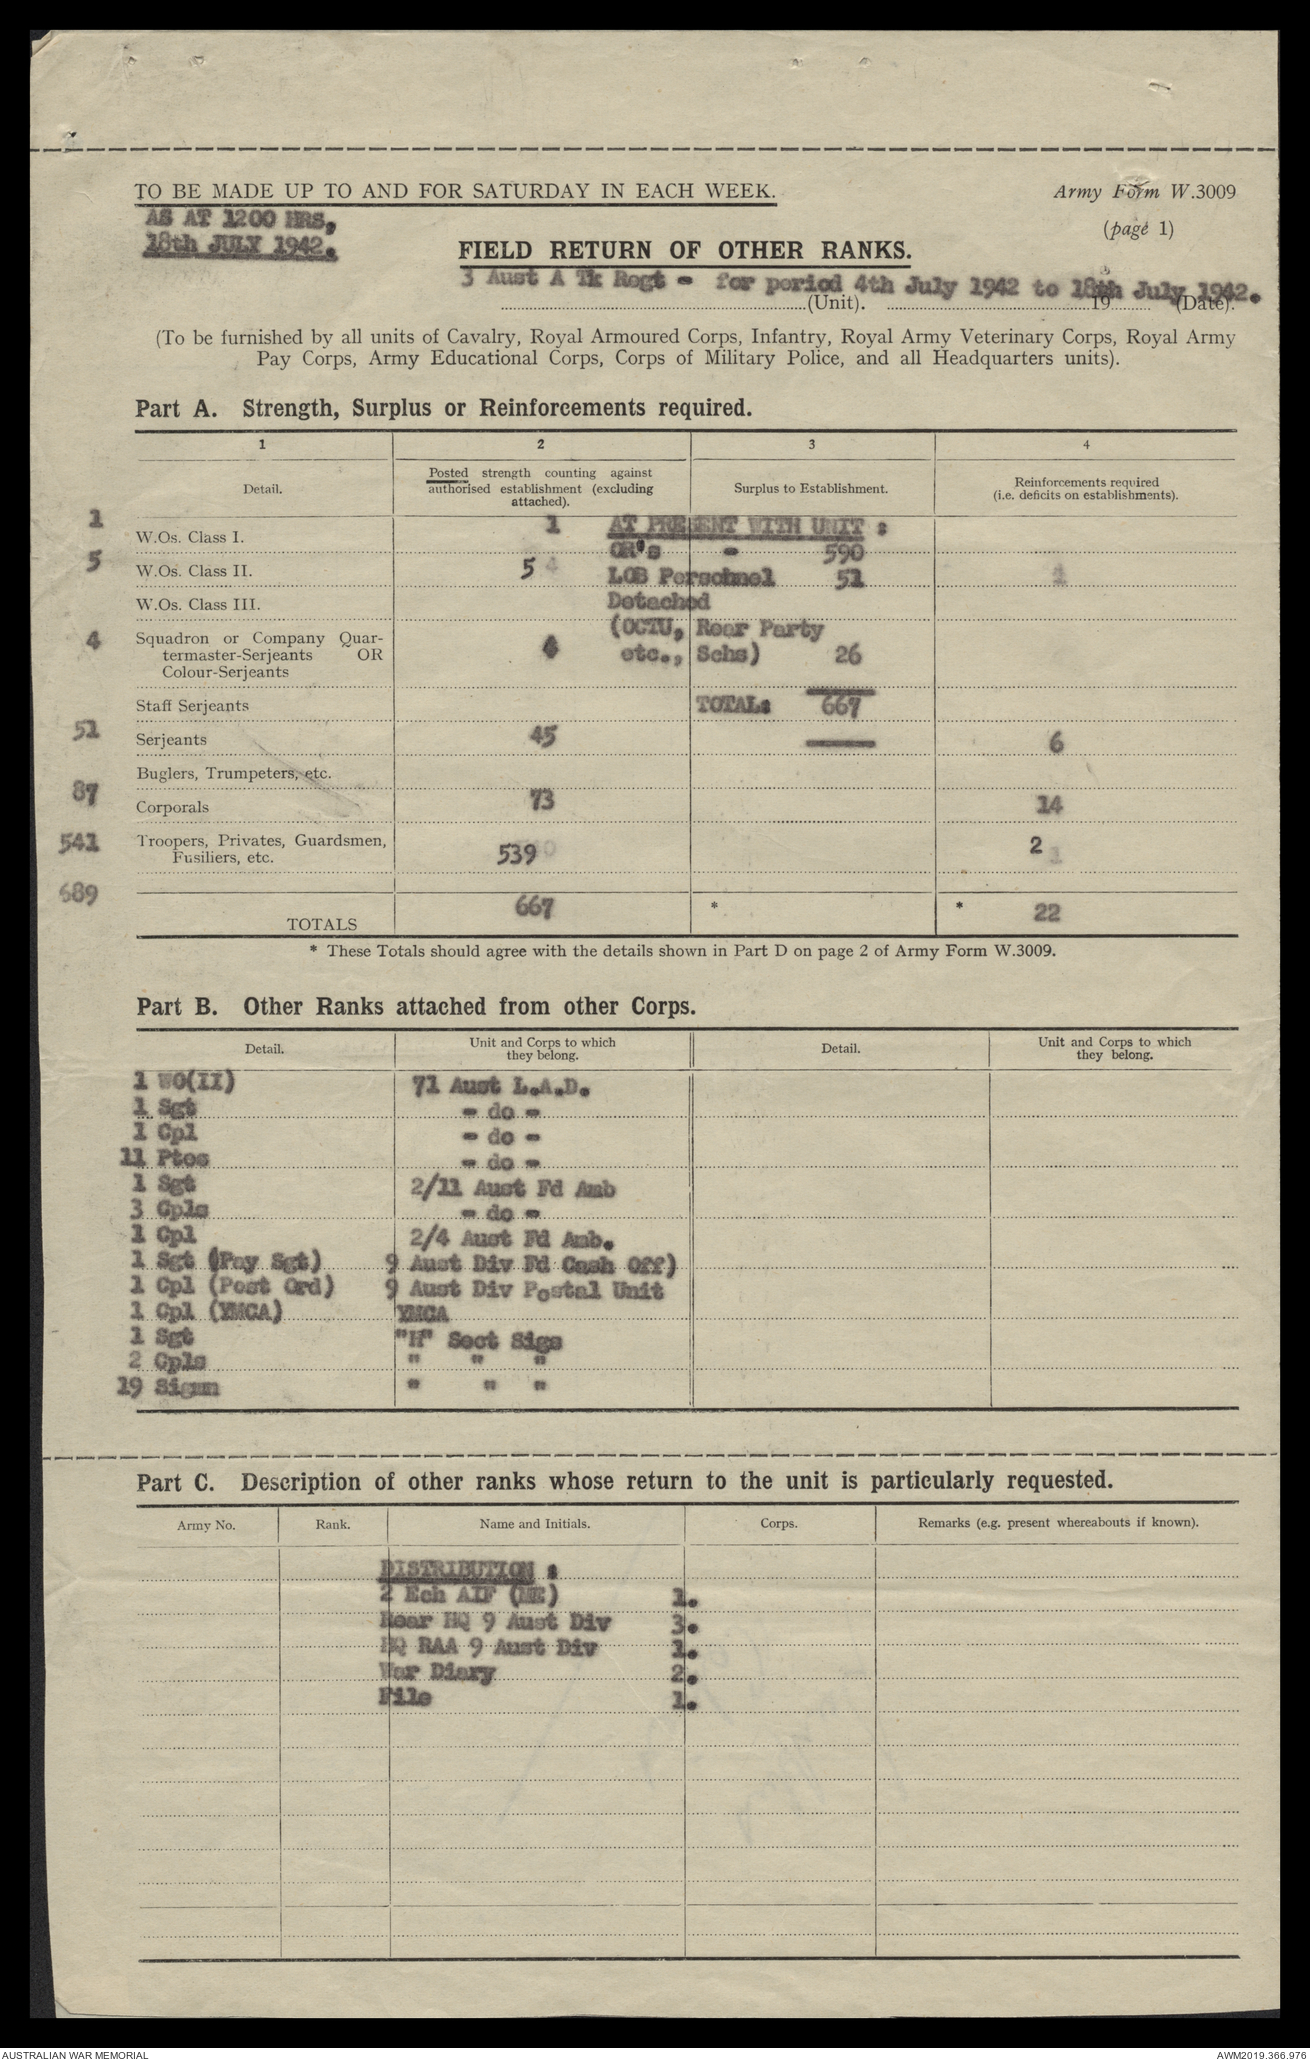 TO BE MADE UP TO AND FOR SATURDAY IN EACH WEEK.
Army Form W.3009
AS AT 1200 HRS,
18th JULY 1942.
(page 1)
FIELD RETURN OF OTHER RANKS.
3 Aust A Tk Regt - for period 4th July 1942 to 18th July 1942.
(Unit). 19 (Date).
(To be furnished by all units of Cavalry, Royal Armoured Corps, Infantry, Royal Army Veterinary Corps, Royal Army
Pay Corps, Army Educational Corps, Corps of Military Police, and all Headquarters units).
Part A. Strength, Surplus or Reinforcements required.
1 2 3 4
Detail.
Posted strength counting against
authorised establishment (excluding
attached).
Surplus to Establishment.
Reinforcements required
(i.e. deficits on establishments).
1 W.Os. Class I. 1 AT PRESENT WITH UNIT :
OR's - 590
5 W.Os. Class II. 5 LOB Personnel 51
W.Os. Class III. Detached
(OCTU, Rear Party
4 Squadron or Company Quar-
termaster-Serjeants OR 4 etc., Schs) 26
Colour-Serjeants
Staff Serjeants TOTAL: 667
51 Serjeants 45 6
Buglers, Trumpeters, etc.
87 Corporals 73 14
541 Troopers, Privates, Guardsmen,
Fusiliers, etc. 539 2
689 TOTALS 667 * * 22
* These Totals should agree with the details shown in Part D on page 2 of Army Form W.3009.
Part B. Other Ranks attached from other Corps.
Detail.
Unit and Corps to which
they belong.
Detail.
Unit and Corps to which
they belong.
1 WO(II) 71 Aust L.A.D.
1 Sgt - do -
1 Cpl - do -
11 Ptes - do -
1 Sgt 2/11 Aust Fd Amb
3 Cpls - do -
1 Cpl 2/4 Aust Fd Amb.
1 Sgt (Pay Sgt) 9 Aust Div Fd Cash Off)
1 Cpl (Post Ord) 9 Aust Div Postal Unit
1 Cpl (YMCA) YMCA
1 Sgt "H" Sect Sigs
2 Cpls " " "
19 Sigmn " " "
Part C. Description of other ranks whose return to the unit is particularly requested.
Army No. Rank. Name and Initials. Corps. Remarks (e.g. present whereabouts if known).
DISTRIBUTION :
2 Ech AIF (ME) 1.
Rear HQ 9 Aust Div 3.
HQ RAA 9 Aust Div 1.
War Diary 2.
File 1.
AUSTRALIAN WAR MEMORIAL
AWM2019.366.976